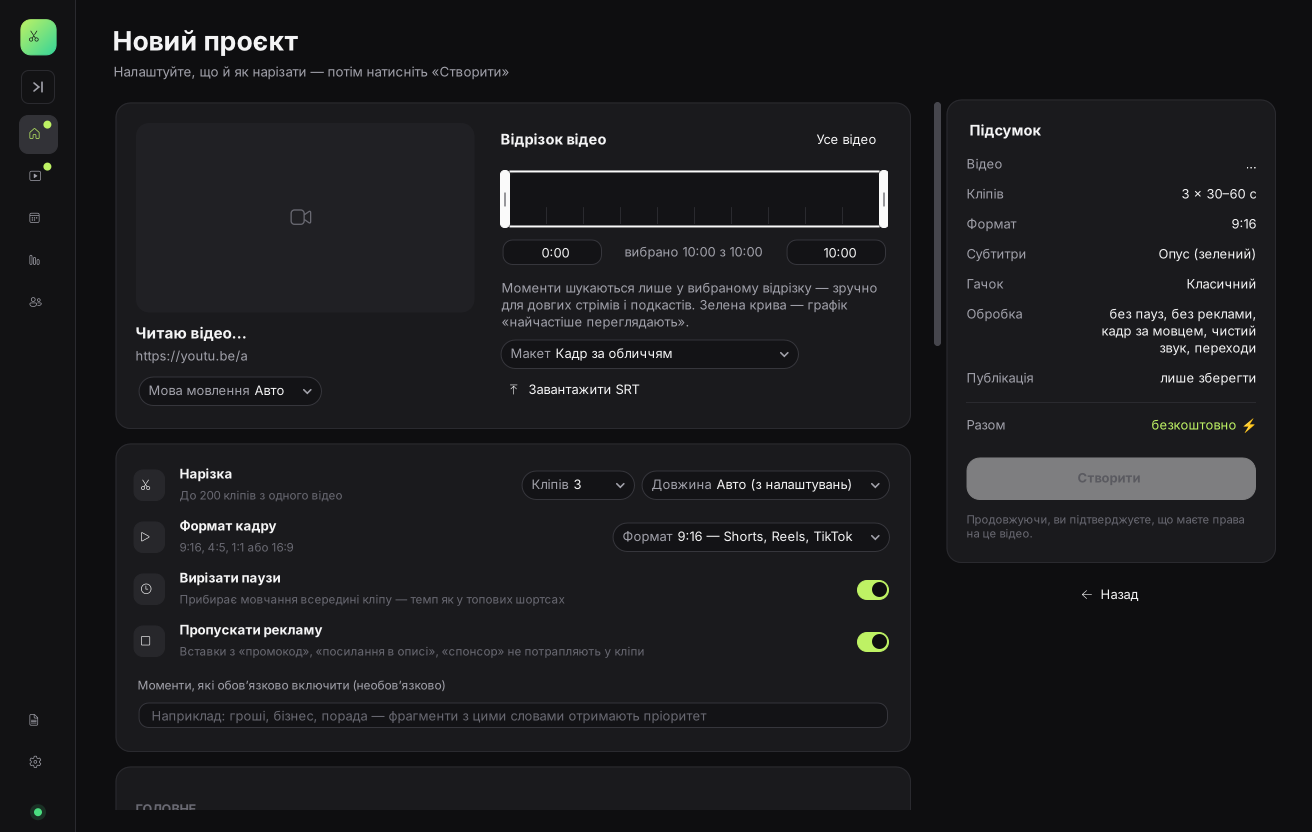 Новий проєкт
Налаштуйте, що й як нарізати — потім натисніть «Створити»
Читаю відео…
https://youtu.be/a
Мова мовлення Авто
Відрізок відео
Усе відео
0:00
вибрано 10:00 з 10:00
10:00
Моменти шукаються лише у вибраному відрізку — зручно
для довгих стрімів і подкастів. Зелена крива — графік
«найчастіше переглядають».
Макет Кадр за обличчям
Завантажити SRT
Нарізка
До 200 кліпів з одного відео
Кліпів 3
Довжина Авто (з налаштувань)
Формат кадру
9:16, 4:5, 1:1 або 16:9
Формат 9:16 — Shorts, Reels, TikTok
Вирізати паузи
Прибирає мовчання всередині кліпу — темп як у топових шортсах
Пропускати рекламу
Вставки з «промокод», «посилання в описі», «спонсор» не потрапляють у кліпи
Моменти, які обов’язково включити (необов’язково)
Наприклад: гроші, бізнес, порада — фрагменти з цими словами отримають пріоритет
ГОЛОВНЕ
Підсумок
Відео ...
Кліпів 3 × 30–60 с
Формат 9:16
Субтитри Опус (зелений)
Гачок Класичний
Обробка без пауз, без реклами,
кадр за мовцем, чистий
звук, переходи
Публікація лише зберегти
Разом безкоштовно ⚡
Створити
Продовжуючи, ви підтверджуєте, що маєте права
на це відео.
← Назад